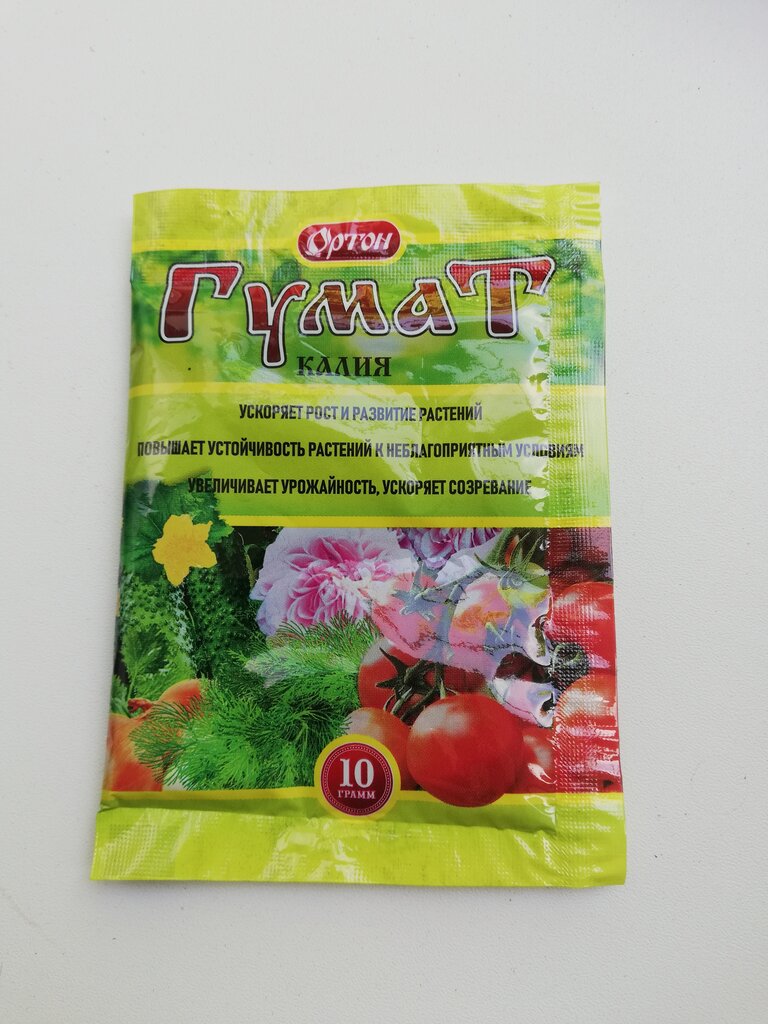 Ортон
Гумат
калия
УСКОРЯЕТ РОСТ И РАЗВИТИЕ РАСТЕНИЙ
ПОВЫШАЕТ УСТОЙЧИВОСТЬ РАСТЕНИЙ К НЕБЛАГОПРИЯТНЫМ УСЛОВИЯМ
УВЕЛИЧИВАЕТ УРОЖАЙНОСТЬ, УСКОРЯЕТ СОЗРЕВАНИЕ
10
ГРАММ